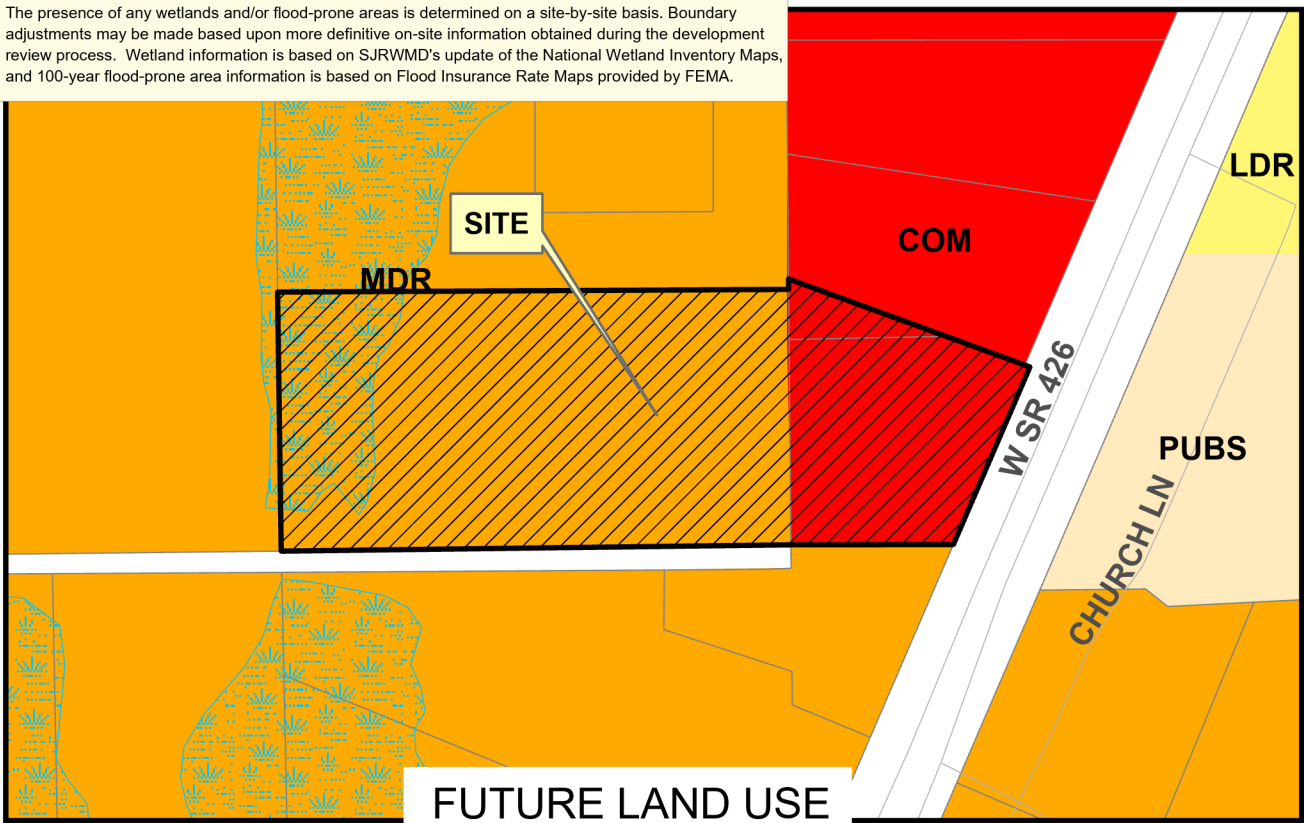 The presence of any wetlands and/or flood-prone areas is determined on a site-by-site basis. Boundary
adjustments may be made based upon more definitive on-site information obtained during the development
review process.  Wetland information is based on SJRWMD's update of the National Wetland Inventory Maps,
and 100-year flood-prone area information is based on Flood Insurance Rate Maps provided by FEMA.
LDR
SITE
COM
MDR
W SR 426
PUBS
CHURCH LN
FUTURE LAND USE